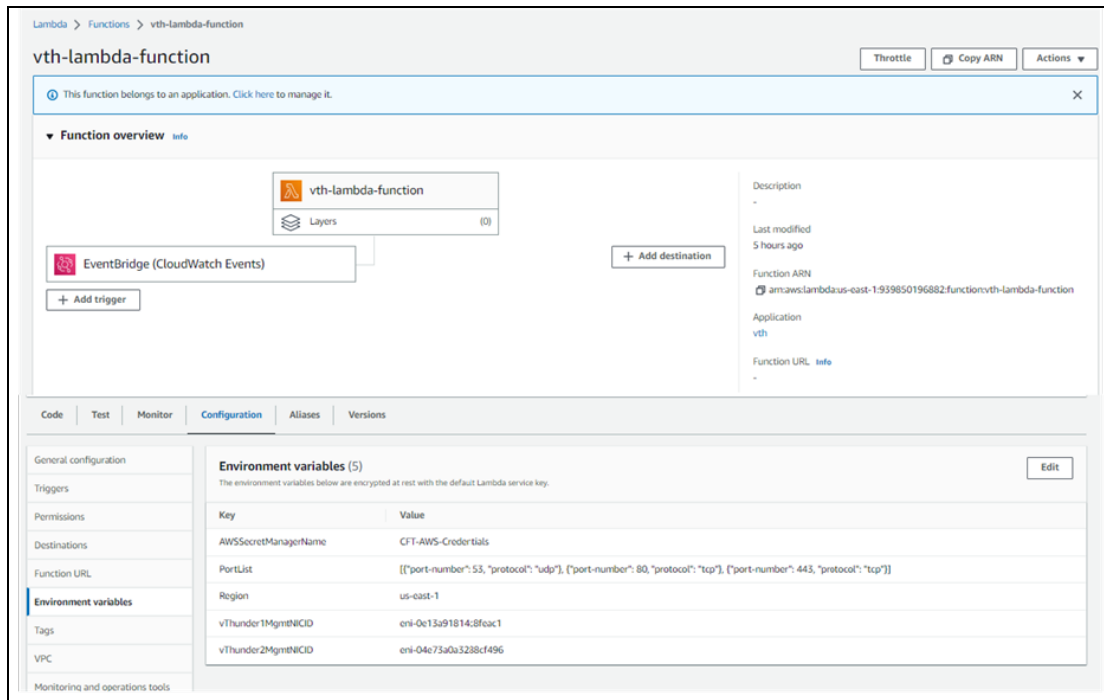 Lambda > Functions > vth-lambda-function
vth-lambda-function
Throttle Copy ARN Actions ▼
This function belongs to an application. Click here to manage it.
▼ Function overview Info
vth-lambda-function
Layers (0)
EventBridge (CloudWatch Events)
+ Add trigger
+ Add destination
Description
-
Last modified
5 hours ago
Function ARN
arn:aws:lambda:us-east-1:939850196882:function:vth-lambda-function
Application
vth
Function URL Info
-
Code Test Monitor Configuration Aliases Versions
General configuration
Triggers
Permissions
Destinations
Function URL
Environment variables
Tags
VPC
Monitoring and operations tools
Environment variables (5)
Edit
The environment variables below are encrypted at rest with the default Lambda service key.
Key Value
AWSSecretManagerName CFT-AWS-Credertials
PortList [{"port-number": 53, "protocol": "udp"}, {"port-number": 80, "protocol": "tcp"}, {"port-number": 443, "protocol": "tcp"}]
Region us-east-1
vThunder1MgmtNICID
vThunder2MgmtNICID eni-04e73a0a3238cf496